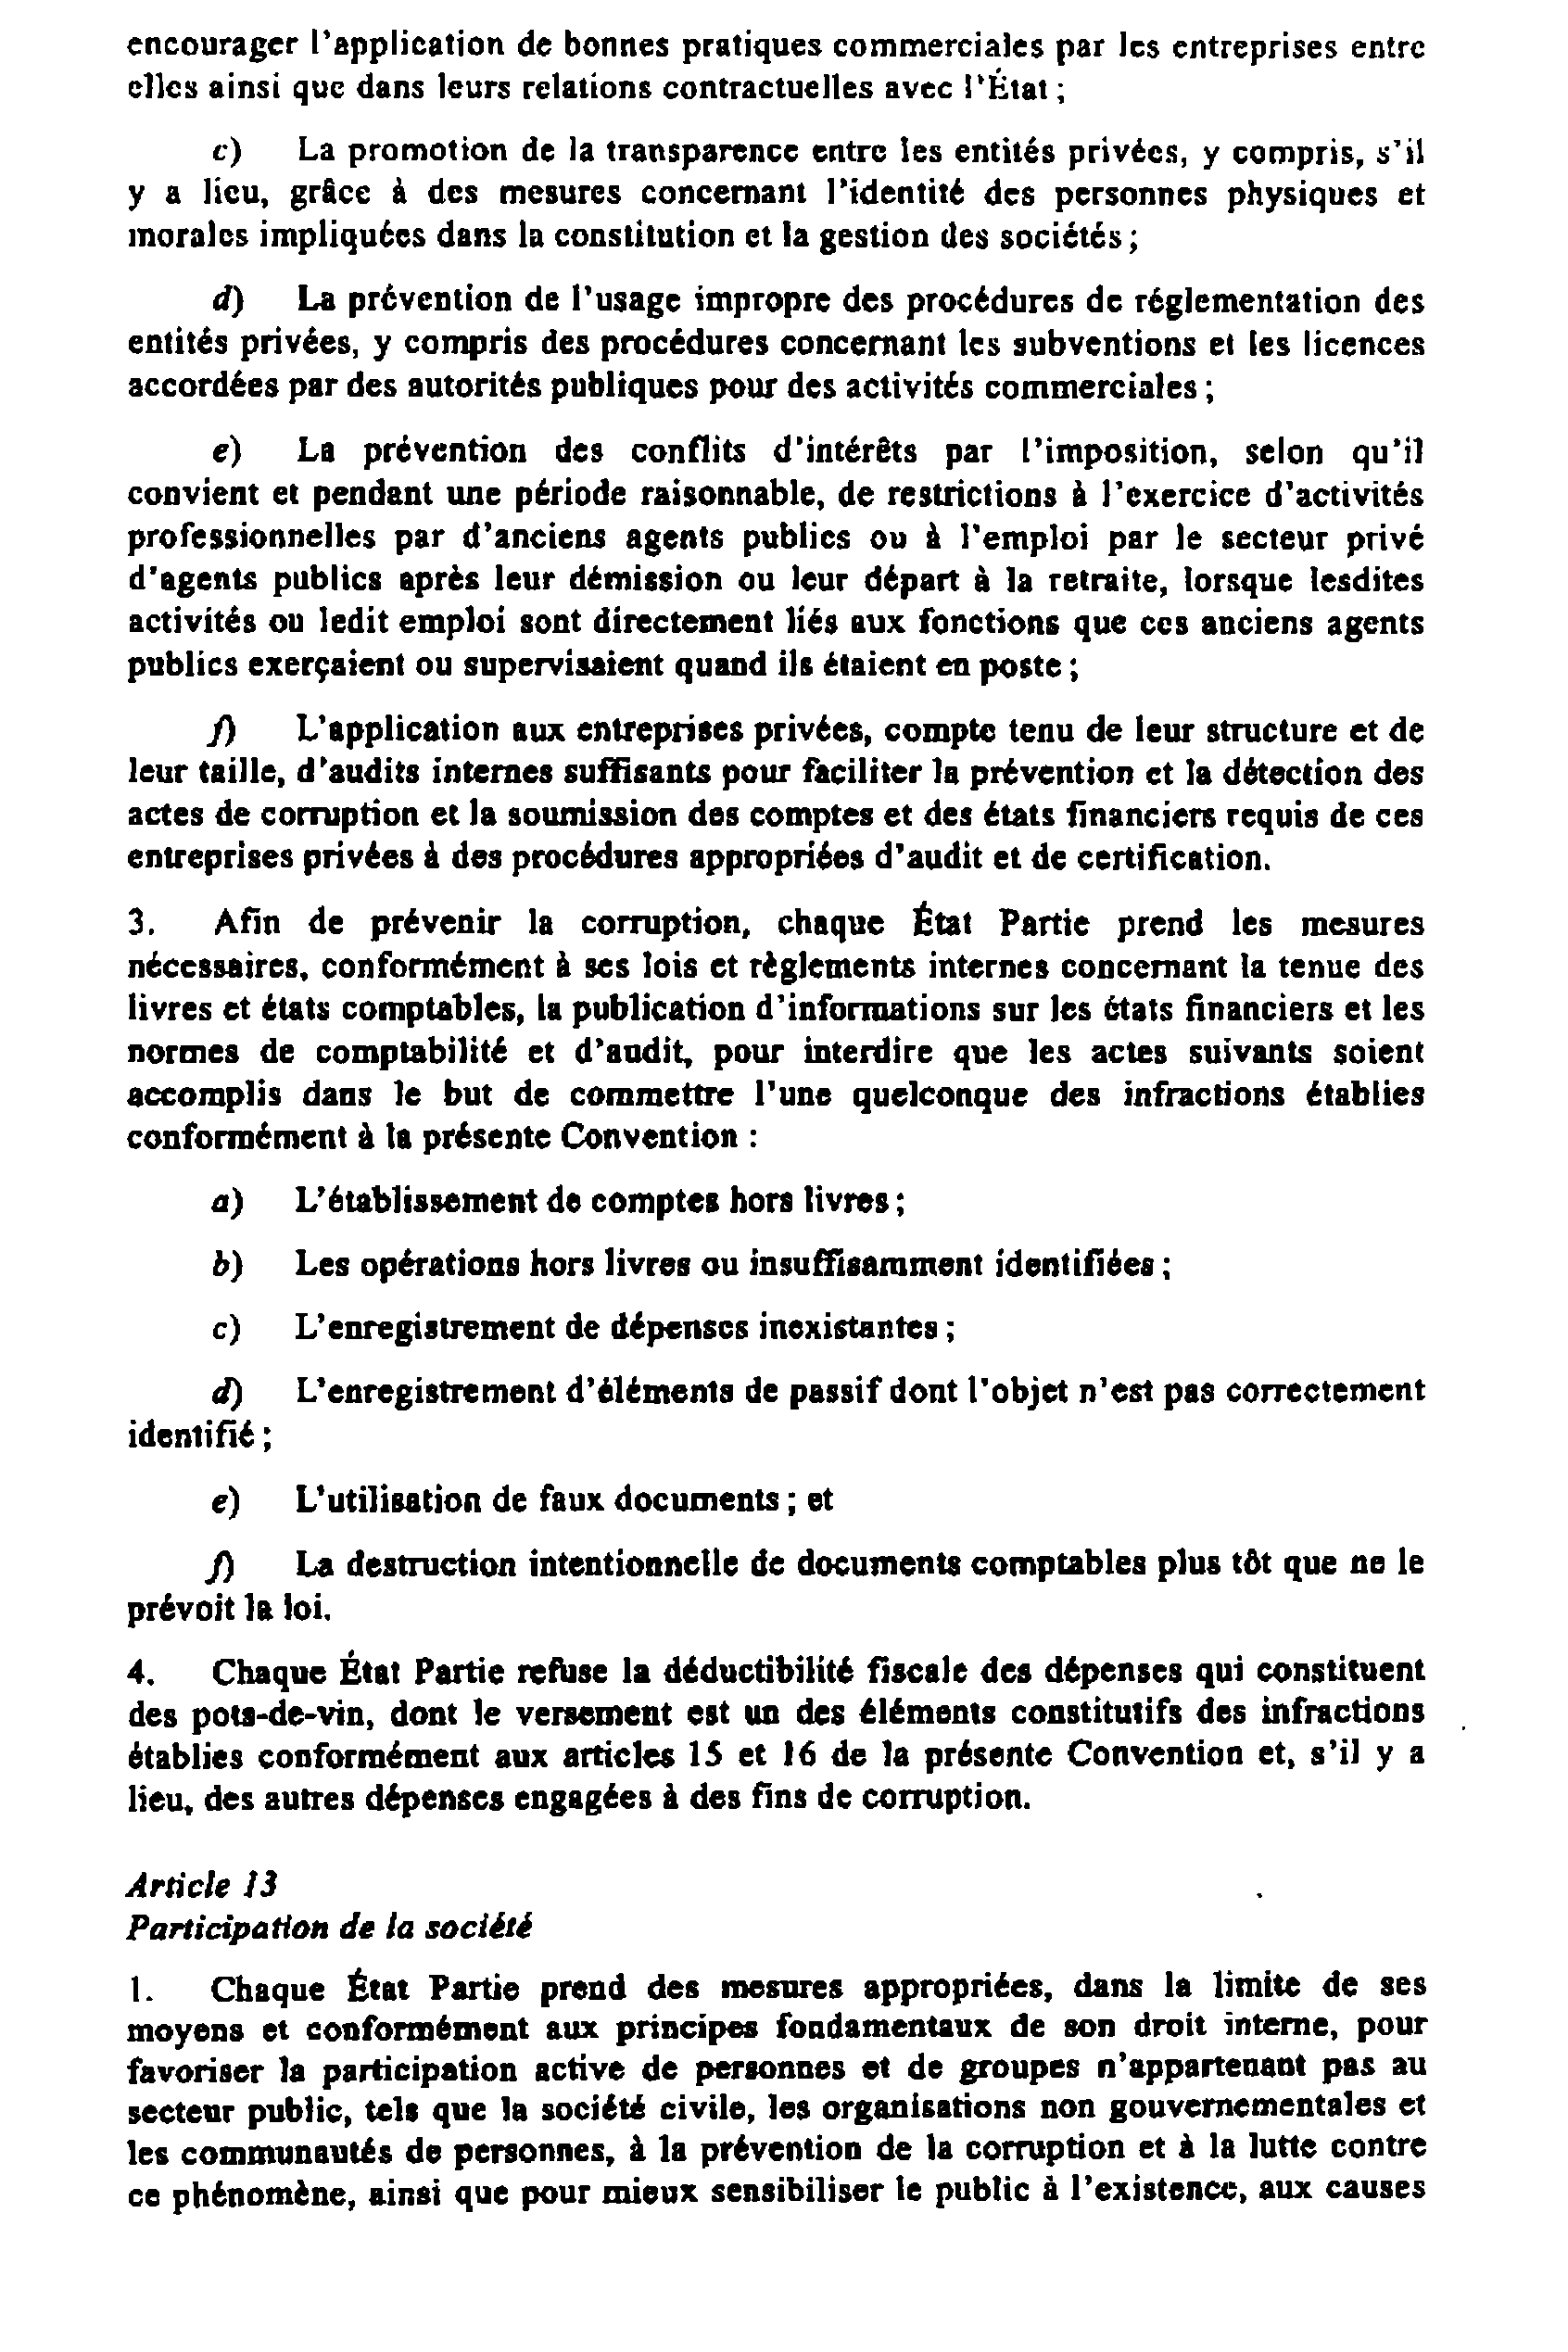 encourager l'application de bonnes pratiques commerciales par les entreprises entre
elles ainsi que dans leurs relations contractuelles avec l'État ;
c) La promotion de la transparence entre les entités privées, y compris, s'il
y a lieu, grâce à des mesures concernant l'identité des personnes physiques et
morales impliquées dans la constitution et la gestion des sociétés ;
d) La prévention de l'usage impropre des procédures de réglementation des
entités privées, y compris des procédures concernant les subventions et les licences
accordées par des autorités publiques pour des activités commerciales ;
e) La prévention des conflits d'intérêts par l'imposition, selon qu'il
convient et pendant une période raisonnable, de restrictions à l'exercice d'activités
professionnelles par d'anciens agents publics ou à l'emploi par le secteur privé
d'agents publics après leur démission ou leur départ à la retraite, lorsque lesdites
activités ou ledit emploi sont directement liés aux fonctions que ces anciens agents
publics exerçaient ou supervisaient quand ils étaient en poste ;
f) L'application aux entreprises privées, compte tenu de leur structure et de
leur taille, d'audits internes suffisants pour faciliter la prévention et la détection des
actes de corruption et la soumission des comptes et des états financiers requis de ces
entreprises privées à des procédures appropriées d'audit et de certification.
3. Afin de prévenir la corruption, chaque État Partie prend les mesures
nécessaires, conformément à ses lois et règlements internes concernant la tenue des
livres et états comptables, la publication d'informations sur les états financiers et les
normes de comptabilité et d'audit, pour interdire que les actes suivants soient
accomplis dans le but de commettre l'une quelconque des infractions établies
conformément à la présente Convention :
a) L'établissement de comptes hors livres ;
b) Les opérations hors livres ou insuffisamment identifiées ;
c) L'enregistrement de dépenses inexistantes ;
d) L'enregistrement d'éléments de passif dont l'objet n'est pas correctement
identifié ;
e) L'utilisation de faux documents ; et
f) La destruction intentionnelle de documents comptables plus tôt que ne le
prévoit la loi.
4. Chaque État Partie refuse la déductibilité fiscale des dépenses qui constituent
des pots-de-vin, dont le versement est un des éléments constitutifs des infractions
établies conformément aux articles 15 et 16 de la présente Convention et, s'il y a
lieu, des autres dépenses engagées à des fins de corruption.
Article 13
Participation de la société
1. Chaque État Partie prend des mesures appropriées, dans la limite de ses
moyens et conformément aux principes fondamentaux de son droit interne, pour
favoriser la participation active de personnes et de groupes n'appartenant pas au
secteur public, tels que la société civile, les organisations non gouvernementales et
les communautés de personnes, à la prévention de la corruption et à la lutte contre
ce phénomène, ainsi que pour mieux sensibiliser le public à l'existence, aux causes